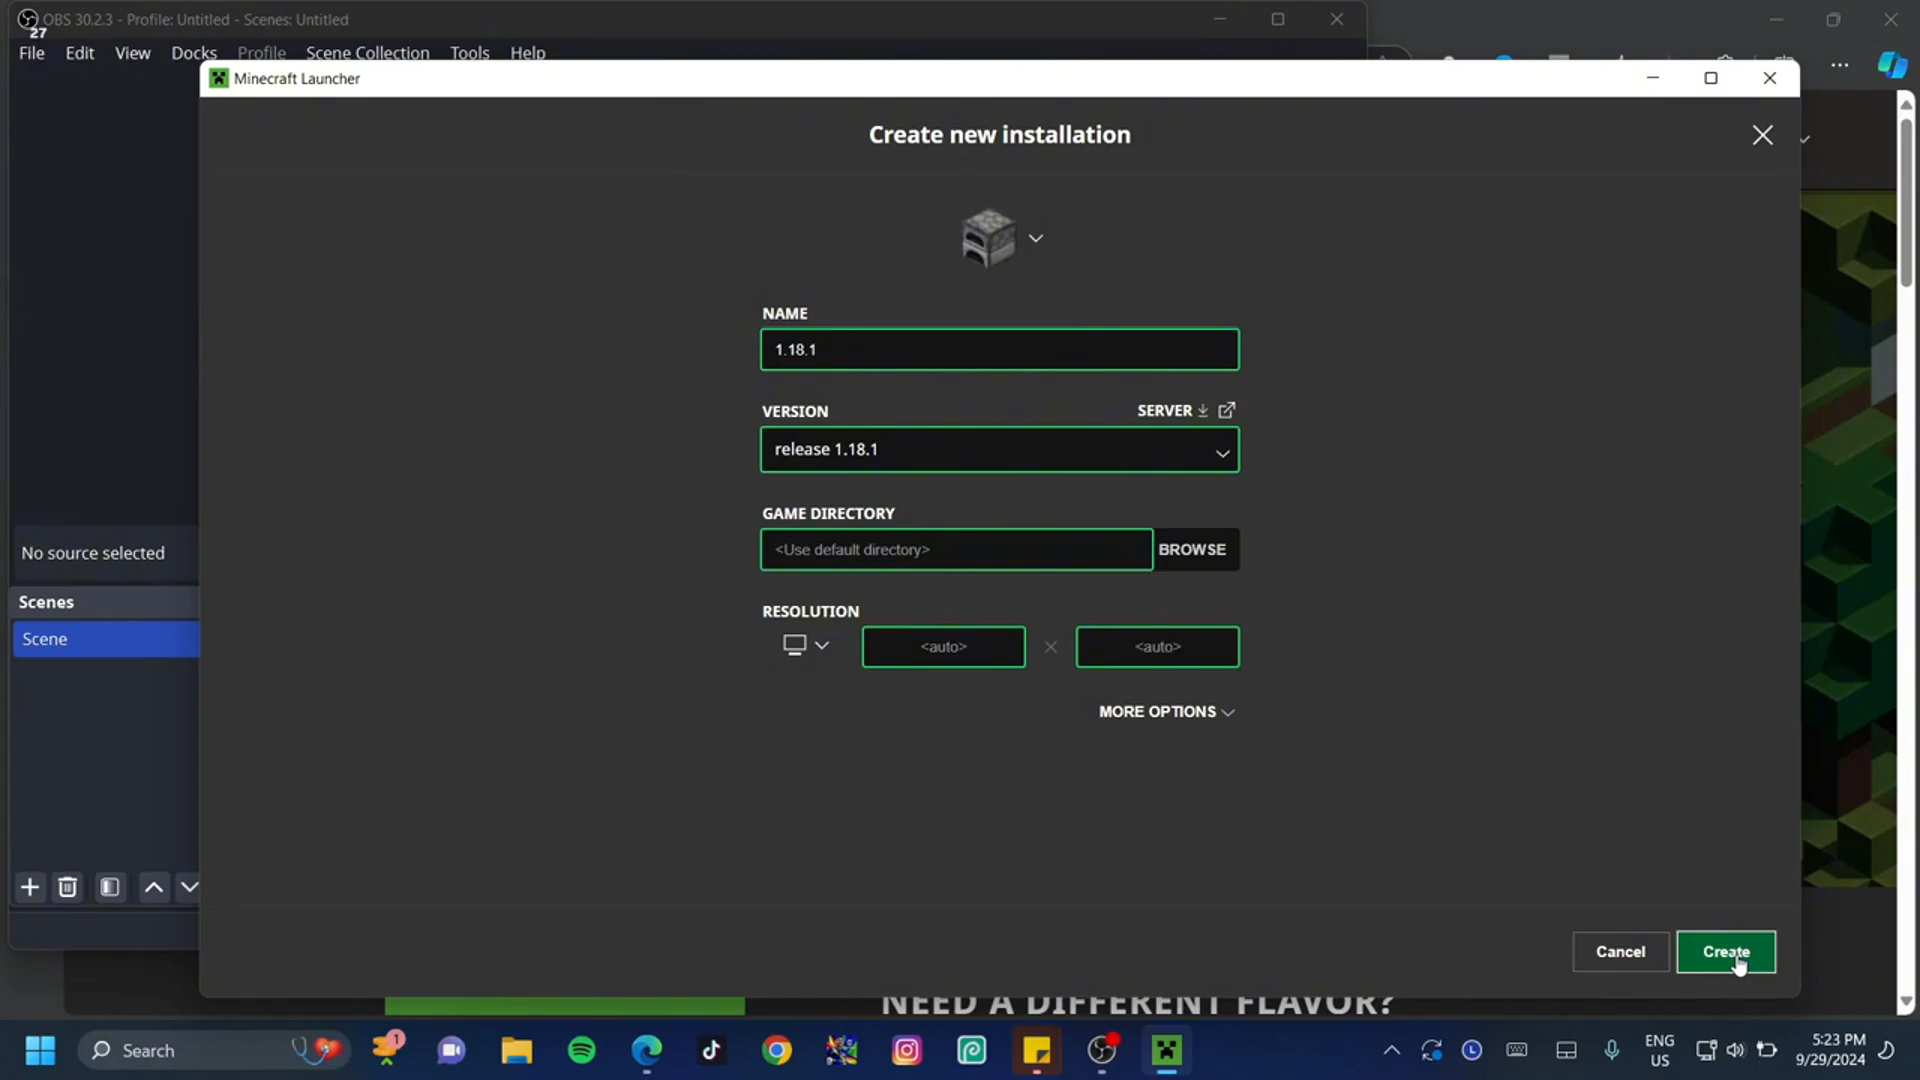 OBS 30.2.3 - Profile: Untitled - Scenes: Untitled
27
File Edit View Docks Profile Scene Collection Tools Help
Minecraft Launcher
Create new installation
NAME
1.18.1
VERSION
SERVER
release 1.18.1
GAME DIRECTORY
<Use default directory>
BROWSE
RESOLUTION
<auto>
<auto>
MORE OPTIONS
No source selected
Scenes
Scene
Cancel
Create
NEED A DIFFERENT FLAVOR?
Search
1
ENG
US
5:23 PM
9/29/2024